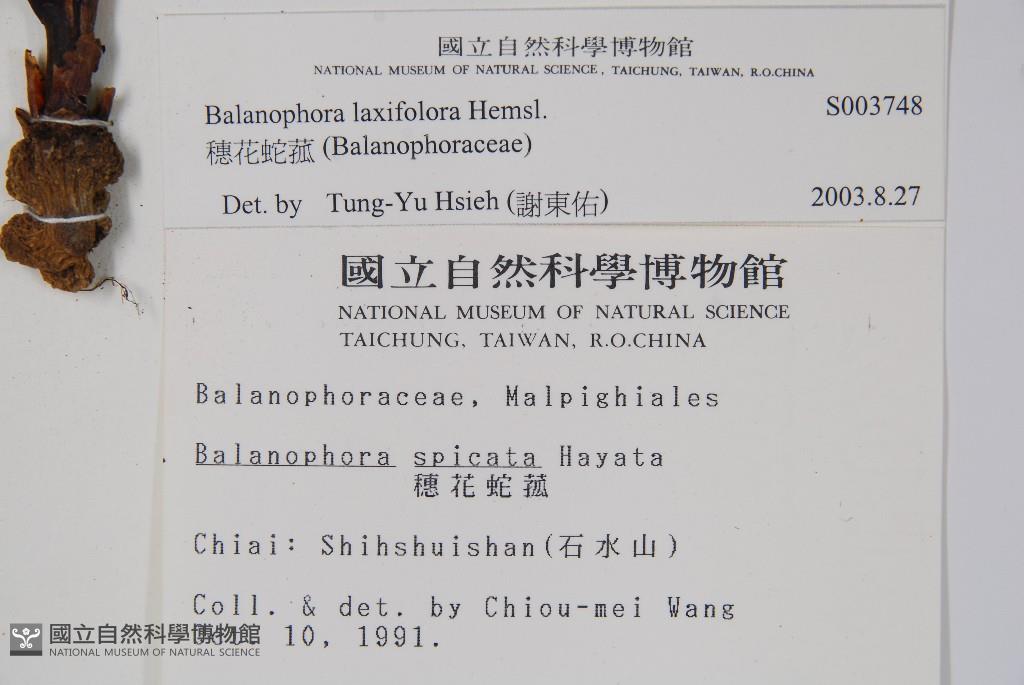 國立自然科學博物館
NATIONAL MUSEUM OF NATURAL SCIENCE, TAICHUNG, TAIWAN, R.O.CHINA
Balanophora laxifolora Hemsl. S003748
穗花蛇菰 (Balanophoraceae)
Det. by Tung-Yu Hsieh (謝東佑) 2003.8.27
國立自然科學博物館
NATIONAL MUSEUM OF NATURAL SCIENCE
TAICHUNG, TAIWAN, R.O.CHINA
Balanophoraceae, Malpighiales
Balanophora spicata Hayata
穗花蛇菰
Chiai: Shihshuishan(石水山)
Coll. & det. by Chiou-mei Wang
10, 1991.
國立自然科學博物館
NATIONAL MUSEUM OF NATURAL SCIENCE